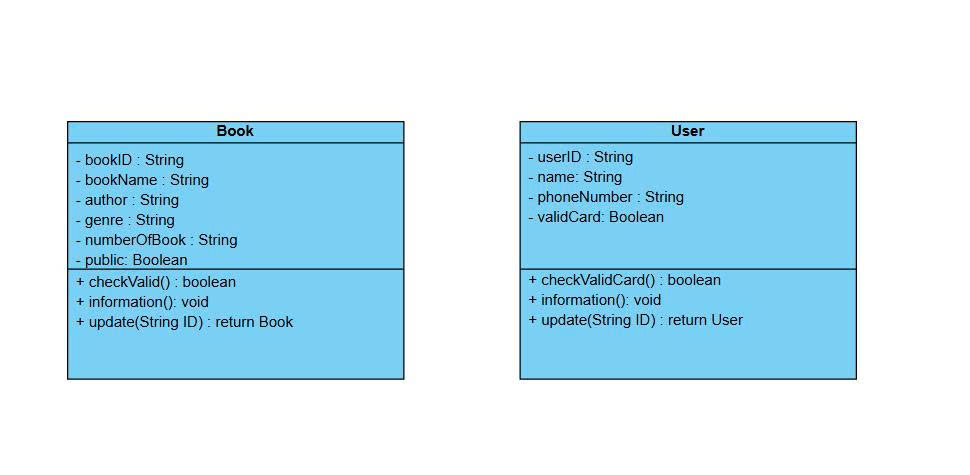 Book
- bookID : String
- bookName : String
- author : String
- genre : String
- numberOfBook : String
- public: Boolean
+ checkValid() : boolean
+ information(): void
+ update(String ID) : return Book
User
- userID : String
- name: String
- phoneNumber : String
- validCard: Boolean
+ checkValidCard() : boolean
+ information(): void
+ update(String ID) : return User